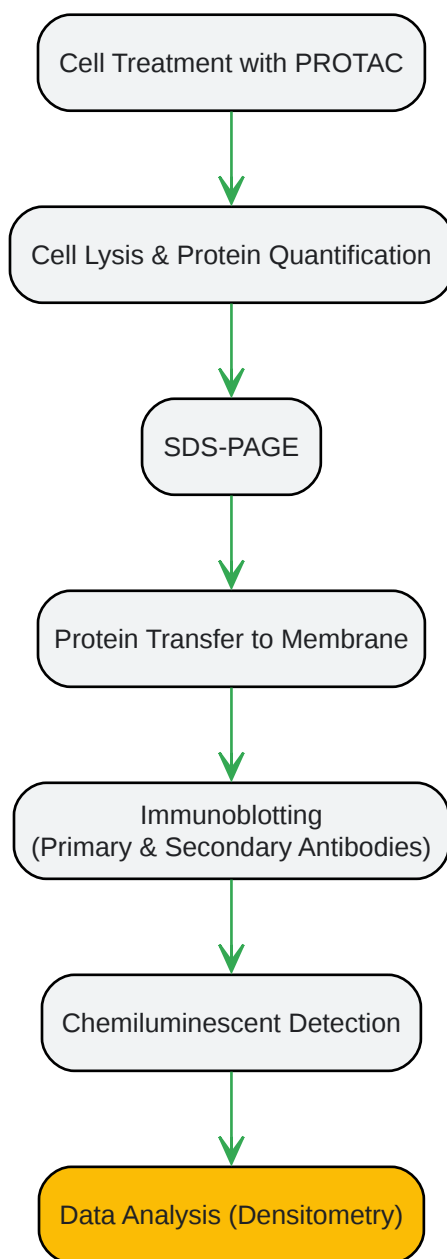 Cell Treatment with PROTAC
Cell Lysis & Protein Quantification
SDS-PAGE
Protein Transfer to Membrane
Immunoblotting
(Primary & Secondary Antibodies)
Chemiluminescent Detection
Data Analysis (Densitometry)